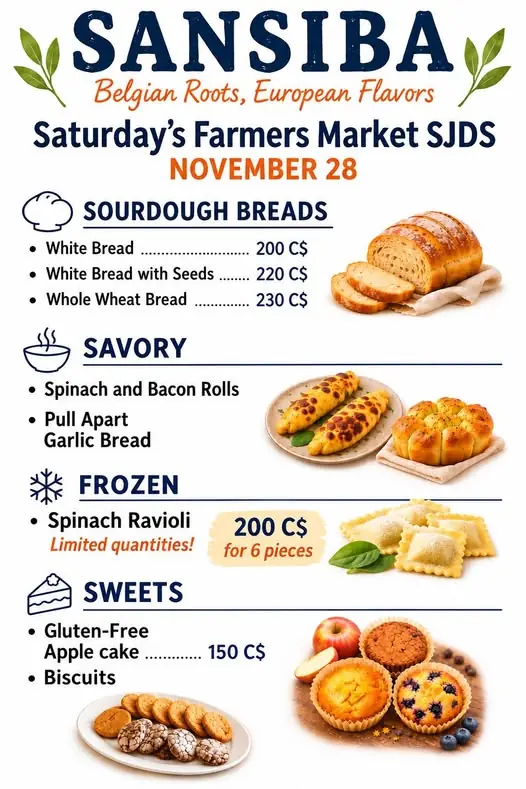 SANSIBA
Belgian Roots, European Flavors
Saturday's Farmers Market SJDS
NOVEMBER 28
SOURDOUGH BREADS
• White Bread .............................. 200 C$
• White Bread with Seeds ........ 220 C$
• Whole Wheat Bread .............. 230 C$
SAVORY
• Spinach and Bacon Rolls
• Pull Apart
Garlic Bread
FROZEN
• Spinach Ravioli
Limited quantities!
200 C$
for 6 pieces
SWEETS
• Gluten-Free
Apple cake .............. 150 C$
• Biscuits